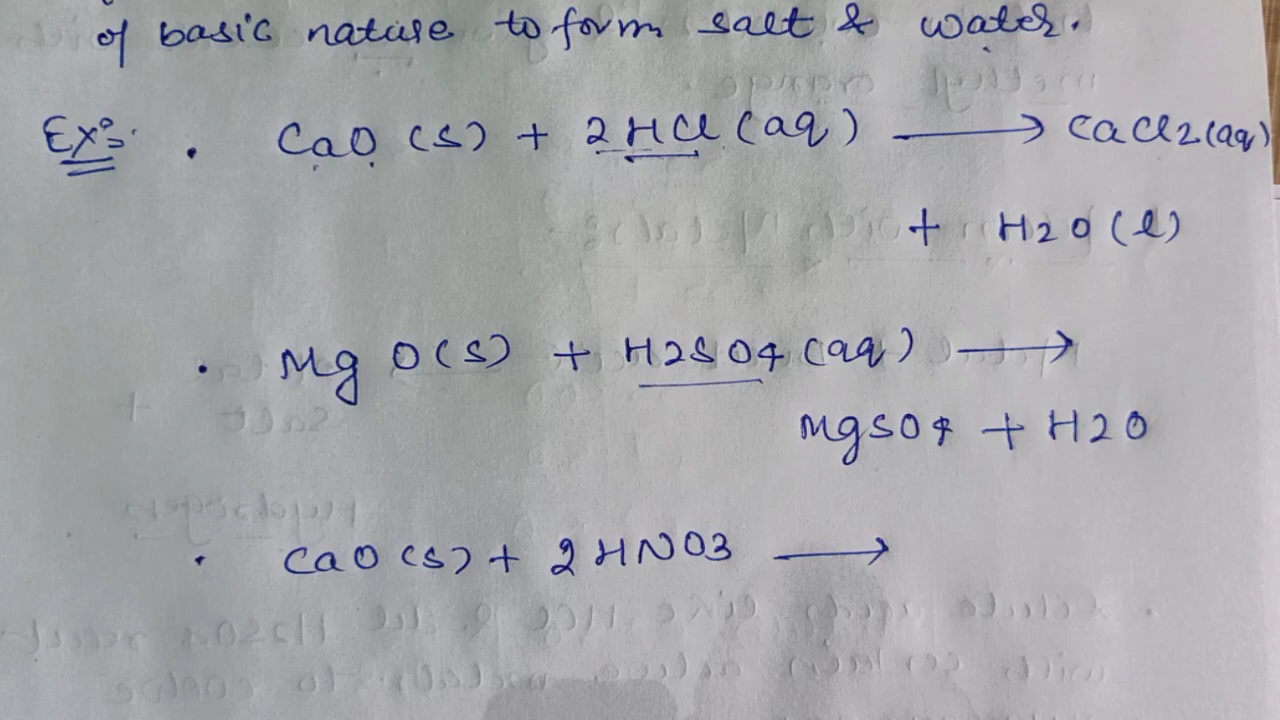 of basic nature to form salt & water.
Ex:- . CaO (s) + 2HCl (aq) ⟶ CaCl2 (aq)
+ H2O (l)
. MgO (s) + H2SO4 (aq) ⟶
MgSO4 + H2O
. CaO (s) + 2HNO3 ⟶